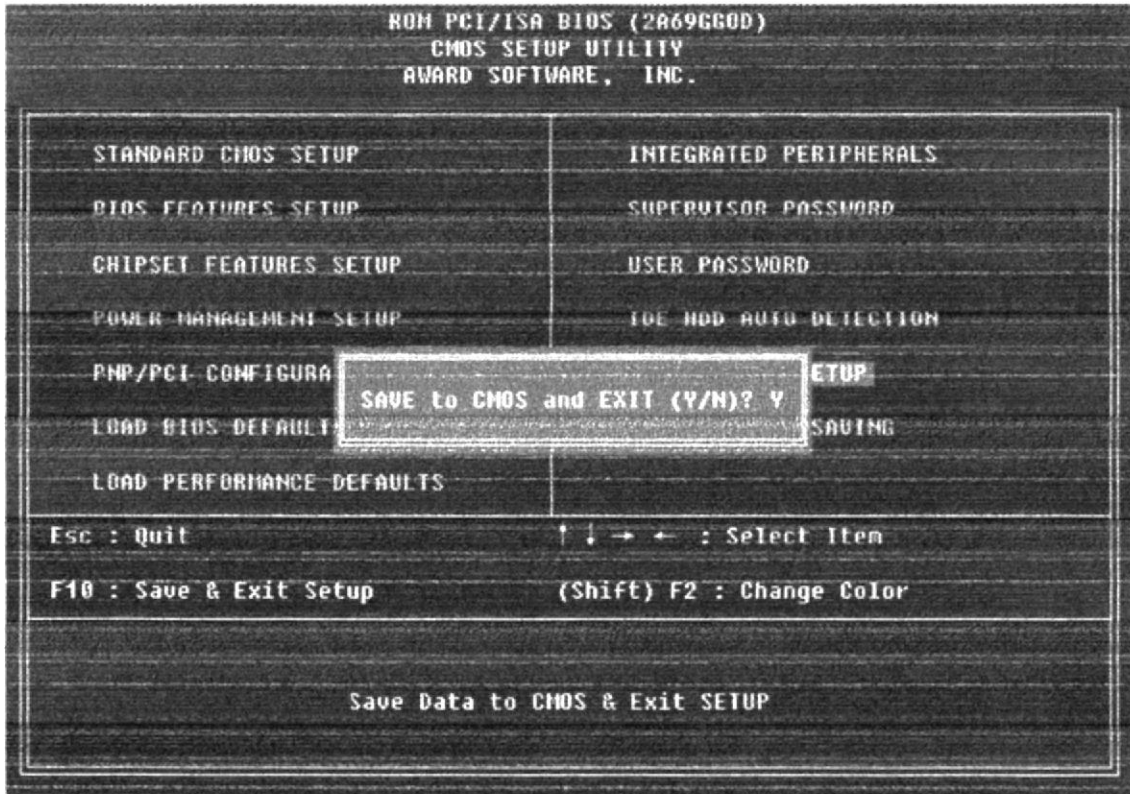 ROM PCI/ISA BIOS (2A69GG0D)
CMOS SETUP UTILITY
AWARD SOFTWARE, INC.
STANDARD CMOS SETUP
BIOS FEATURES SETUP
CHIPSET FEATURES SETUP
POWER MANAGEMENT SETUP
PNP/PCI CONFIGURA
LOAD BIOS DEFAULT
LOAD PERFORMANCE DEFAULTS
INTEGRATED PERIPHERALS
SUPERVISOR PASSWORD
USER PASSWORD
IDE HDD AUTO DETECTION
ETUP
SAVING
SAVE to CMOS and EXIT (Y/N)? Y
Esc : Quit
↑ ↓ → ← : Select Item
F10 : Save & Exit Setup
(Shift) F2 : Change Color
Save Data to CMOS & Exit SETUP